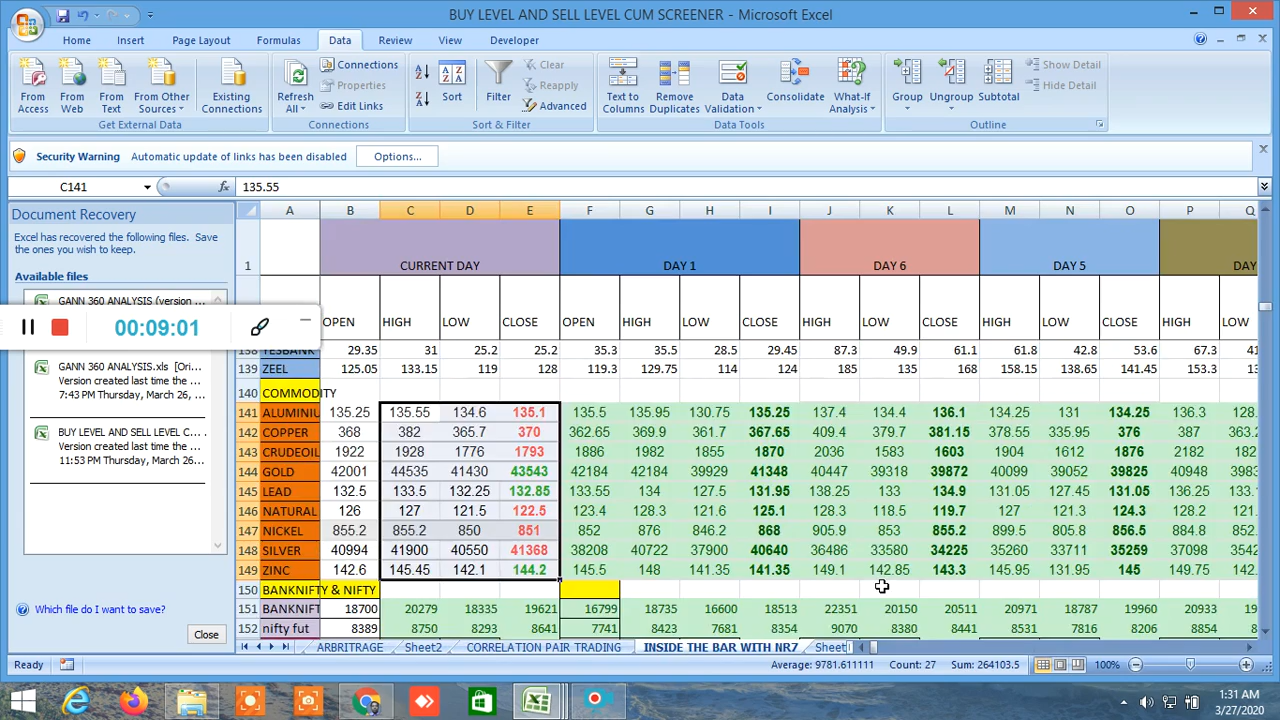 BUY LEVEL AND SELL LEVEL CUM SCREENER - Microsoft Excel
Home Insert Page Layout Formulas Data Review View Developer
From Access
From Web
From Text
From Other Sources
Existing Connections
Get External Data
Refresh All
Connections
Properties
Edit Links
Connections
Sort
Filter
Clear
Reapply
Advanced
Sort & Filter
Text to Columns
Remove Duplicates
Data Validation
Consolidate
What-If Analysis
Data Tools
Group
Ungroup
Subtotal
Show Detail
Hide Detail
Outline
Security Warning Automatic update of links has been disabled Options...
C141 fx 135.55
Document Recovery
Excel has recovered the following files. Save the ones you wish to keep.
Available files
GANN 360 ANALYSIS (version ...
00:09:01
GANN 360 ANALYSIS.xls [Ori...
Version created last time the ...
7:43 PM Thursday, March 26, ...
BUY LEVEL AND SELL LEVEL C...
Version created last time the ...
11:53 PM Thursday, March 26, ...
Which file do I want to save?
Close
A B C D E F G H I J K L M N O P Q
1 CURRENT DAY DAY 1 DAY 6 DAY 5 DAY
OPEN HIGH LOW CLOSE OPEN HIGH LOW CLOSE HIGH LOW CLOSE HIGH LOW CLOSE HIGH LOW
138 YESBANK 29.35 31 25.2 25.2 35.3 35.5 28.5 29.45 87.3 49.9 61.1 61.8 42.8 53.6 67.3 41
139 ZEEL 125.05 133.15 119 128 119.3 129.75 114 124 185 135 168 158.15 138.65 141.45 153.3 13
140 COMMODITY
141 ALUMINIU 135.25 135.55 134.6 135.1 135.5 135.95 130.75 135.25 137.4 134.4 136.1 134.25 131 134.25 136.3 128.
142 COPPER 368 382 365.7 370 362.65 369.9 361.7 367.65 409.4 379.7 381.15 378.55 335.95 376 387 363.
143 CRUDEOIL 1922 1928 1776 1793 1886 1982 1855 1870 2036 1583 1603 1904 1612 1876 2182 18
144 GOLD 42001 44535 41430 43543 42184 42184 39929 41348 40447 39318 39872 40099 39052 39825 40948 394
145 LEAD 132.5 133.5 132.25 132.85 133.55 134 127.5 131.95 138.25 133 134.9 131.05 127.45 131.05 136.25 133.
146 NATURAL 126 127 121.5 122.5 123.4 128.3 121.3 125.1 128.3 118.5 119.7 127 121.3 124.3 128.2 117.
147 NICKEL 855.2 855.2 850 851 852 876 846.2 868 905.9 853 855.2 899.5 805.8 856.5 884.8 852.
148 SILVER 40994 41900 40550 41368 38208 40722 37900 40640 36486 33580 34225 35260 33711 35259 37098 3542
149 ZINC 142.6 145.45 142.1 144.2 145.5 148 141.35 141.35 149.1 142.85 143.3 145.95 131.95 145 149.75 142.
150 BANKNIFTY & NIFTY
151 BANKNIFT 18700 20279 18335 19621 16799 18735 16600 18513 22351 20150 20511 20971 18787 19960 20933 19
152 nifty fut 8389 8750 8293 8641 7741 8423 7681 8354 9070 8380 8441 8531 7816 8206 8854 8
ARBRITRAGE Sheet2 CORRELATION PAIR TRADING INSIDE THE BAR WITH NR7 Sheet
Ready Average: 9781.611111 Count: 27 Sum: 264103.5 100%
1:31 AM
3/27/2020